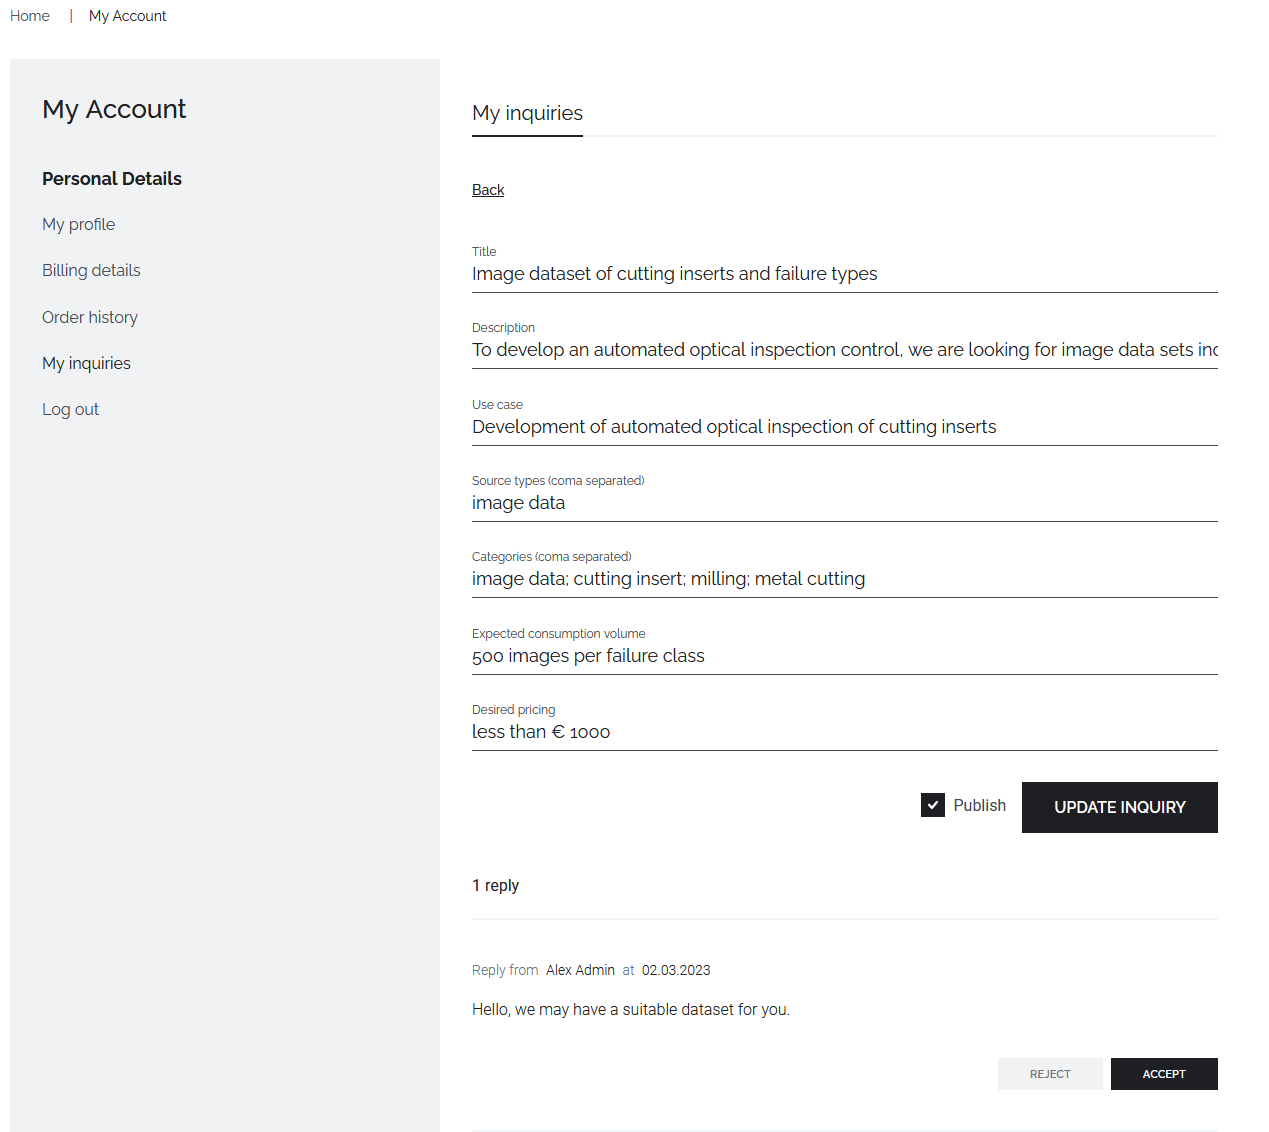 Home | My Account
My Account
Personal Details
My profile
Billing details
Order history
My inquiries
Log out
My inquiries
Back
Title
Image dataset of cutting inserts and failure types
Description
To develop an automated optical inspection control, we are looking for image data sets inc
Use case
Development of automated optical inspection of cutting inserts
Source types (coma separated)
image data
Categories (coma separated)
image data; cutting insert; milling; metal cutting
Expected consumption volume
500 images per failure class
Desired pricing
less than € 1000
Publish
UPDATE INQUIRY
1 reply
Reply from Alex Admin at 02.03.2023
Hello, we may have a suitable dataset for you.
REJECT
ACCEPT